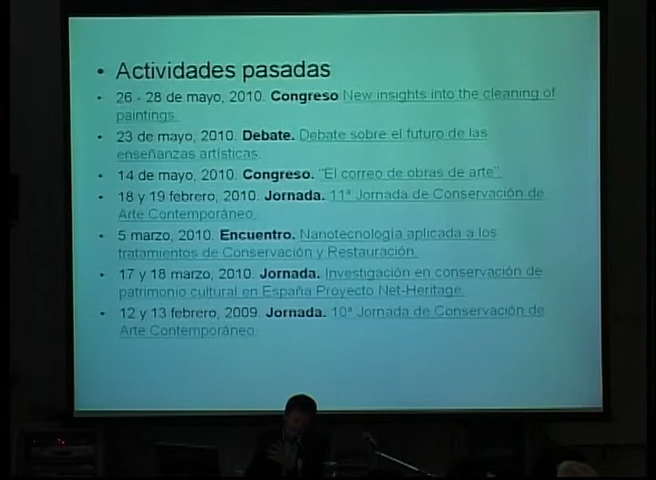 • Actividades pasadas
• 26 - 28 de mayo, 2010. Congreso New insights into the cleaning of
paintings.
• 23 de mayo, 2010. Debate. Debate sobre el futuro de las
enseñanzas artísticas.
• 14 de mayo, 2010. Congreso. "El correo de obras de arte".
• 18 y 19 febrero, 2010. Jornada. 11ª Jornada de Conservación de
Arte Contemporáneo.
• 5 marzo, 2010. Encuentro. Nanotecnología aplicada a los
tratamientos de Conservación y Restauración.
• 17 y 18 marzo, 2010. Jornada. Investigación en conservación de
patrimonio cultural en España Proyecto Net-Heritage.
• 12 y 13 febrero, 2009. Jornada. 10ª Jornada de Conservación de
Arte Contemporáneo.